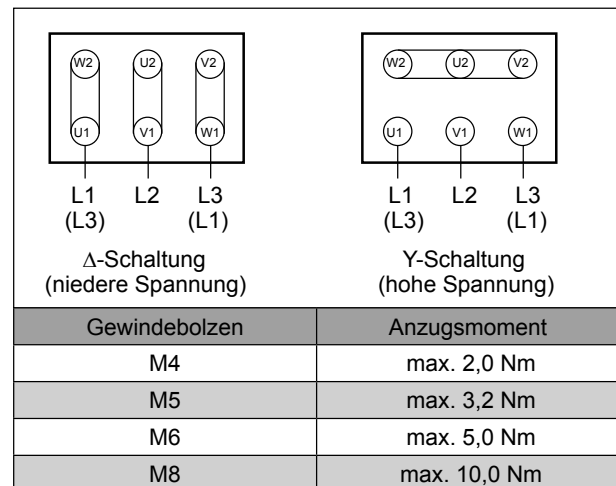 W2 U2 V2
U1 V1 W1
L1 L2 L3
(L3) (L1)
Δ-Schaltung
(niedere Spannung)
W2 U2 V2
U1 V1 W1
L1 L2 L3
(L3) (L1)
Y-Schaltung
(hohe Spannung)
Gewindebolzen Anzugsmoment
M4 max. 2,0 Nm
M5 max. 3,2 Nm
M6 max. 5,0 Nm
M8 max. 10,0 Nm